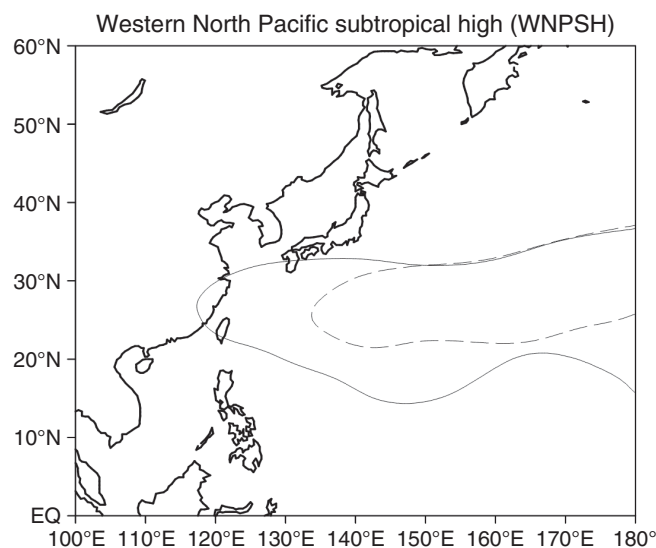 Western North Pacific subtropical high (WNPSH)
60°N
50°N
40°N
30°N
20°N
10°N
EQ
100°E 110°E 120°E 130°E 140°E 150°E 160°E 170°E 180°